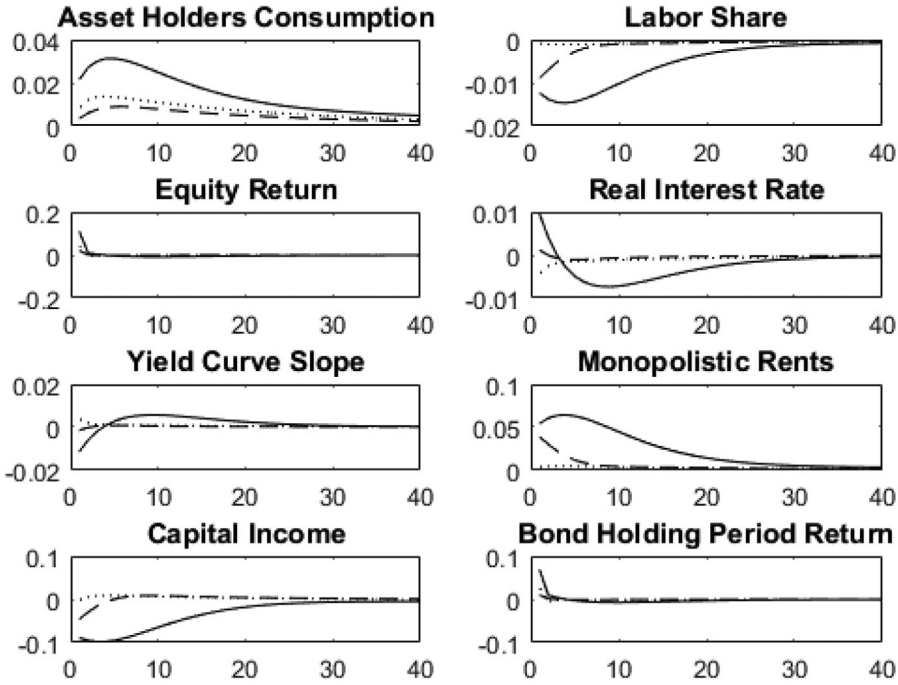 Asset Holders Consumption
0.04
0.02
0
0 10 20 30 40
Labor Share
0
-0.01
-0.02
0 10 20 30 40
Equity Return
0.2
0
-0.2
0 10 20 30 40
Real Interest Rate
0.01
0
-0.01
0 10 20 30 40
Yield Curve Slope
0.02
0
-0.02
0 10 20 30 40
Monopolistic Rents
0.1
0.05
0
0 10 20 30 40
Capital Income
0.1
0
-0.1
0 10 20 30 40
Bond Holding Period Return
0.1
0
-0.1
0 10 20 30 40